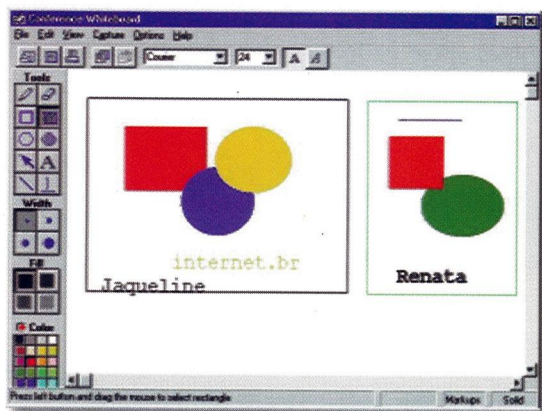 Conference Whiteboard
File Edit View Capture Options Help
Courier 24 A A
Tools
A
Width
Fill
Color
internet.br
Jaqueline
Renata
Press left button and drag the mouse to select rectangle
Markups Solid